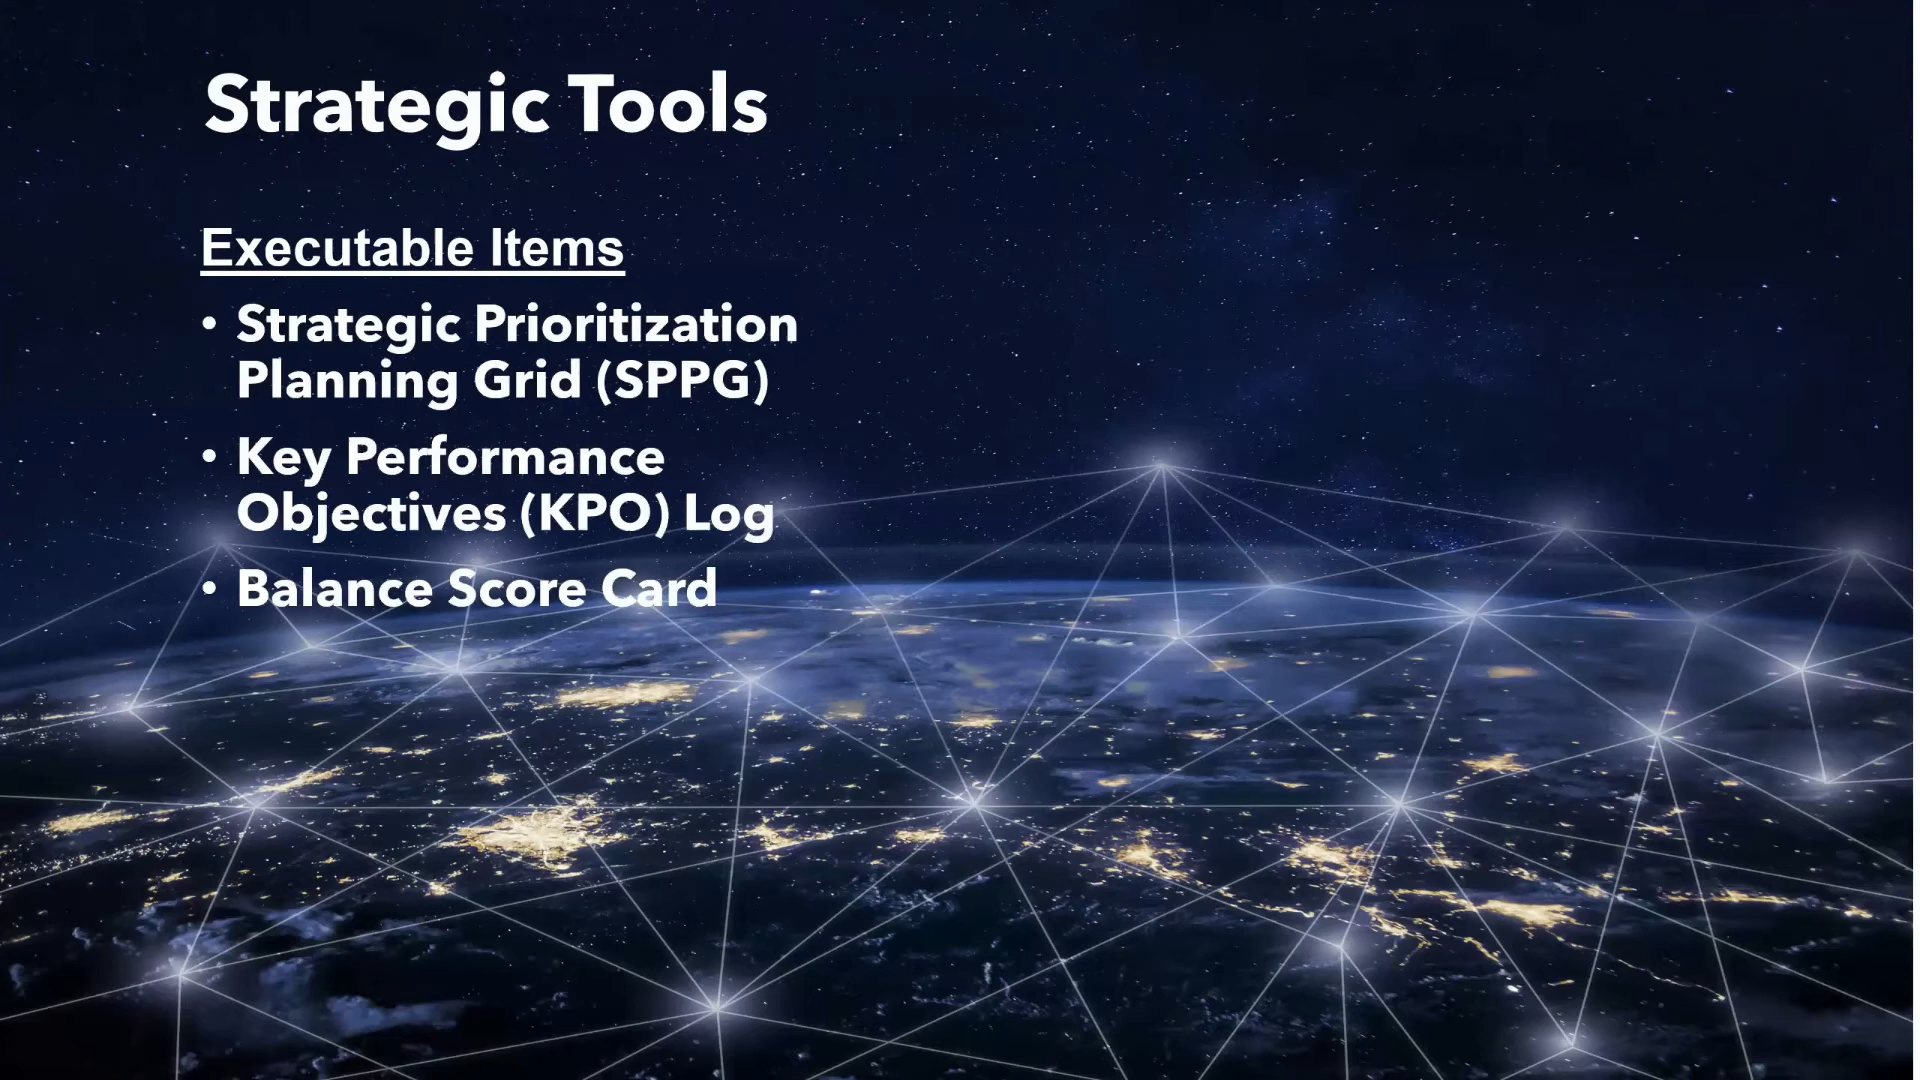 Strategic Tools
Executable Items
• Strategic Prioritization
Planning Grid (SPPG)
• Key Performance
Objectives (KPO) Log
• Balance Score Card